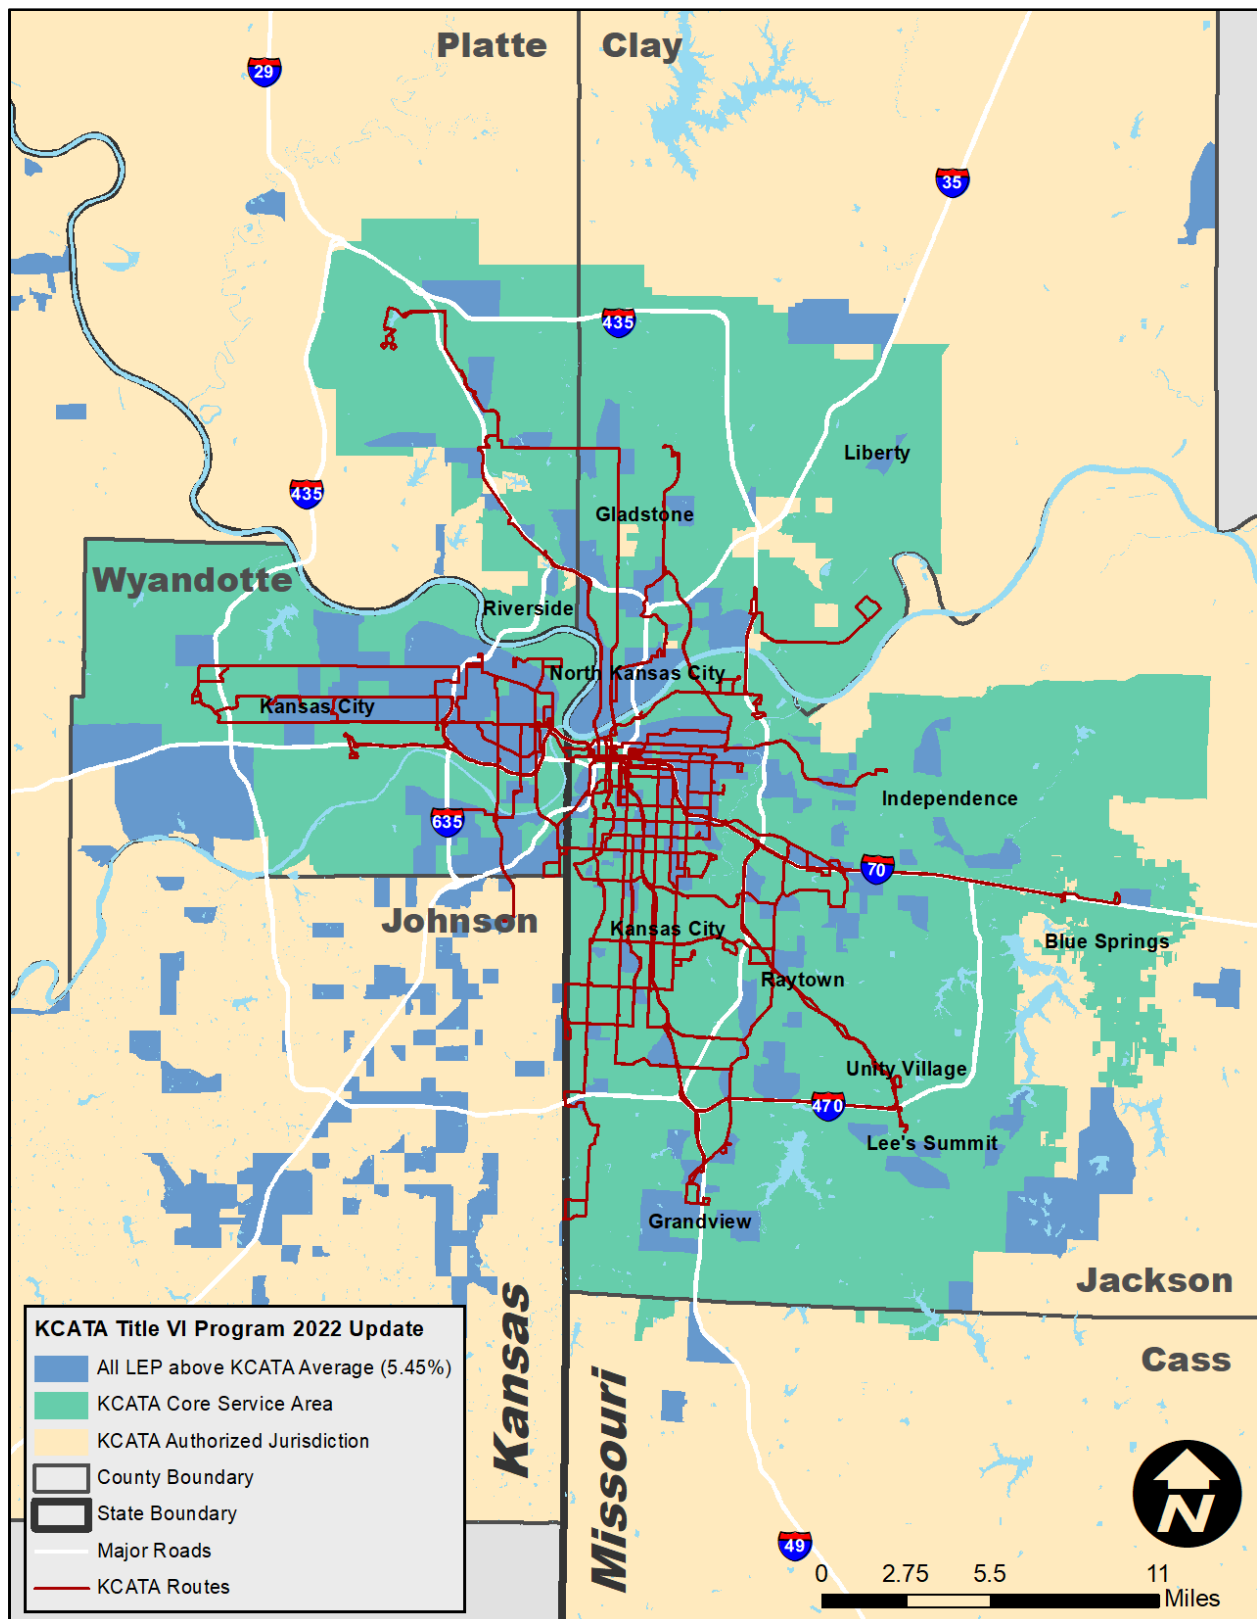 Platte
Clay
29
35
435
Liberty
435
Gladstone
Wyandotte
Riverside
North Kansas City
Kansas City
Independence
635
70
Johnson
Kansas City
Blue Springs
Raytown
Unity Village
470
Lee's Summit
Grandview
Jackson
Kansas
Missouri
Cass
KCATA Title VI Program 2022 Update
All LEP above KCATA Average (5.45%)
KCATA Core Service Area
KCATA Authorized Jurisdiction
County Boundary
State Boundary
Major Roads
KCATA Routes
N
49
0 2.75 5.5 11
Miles